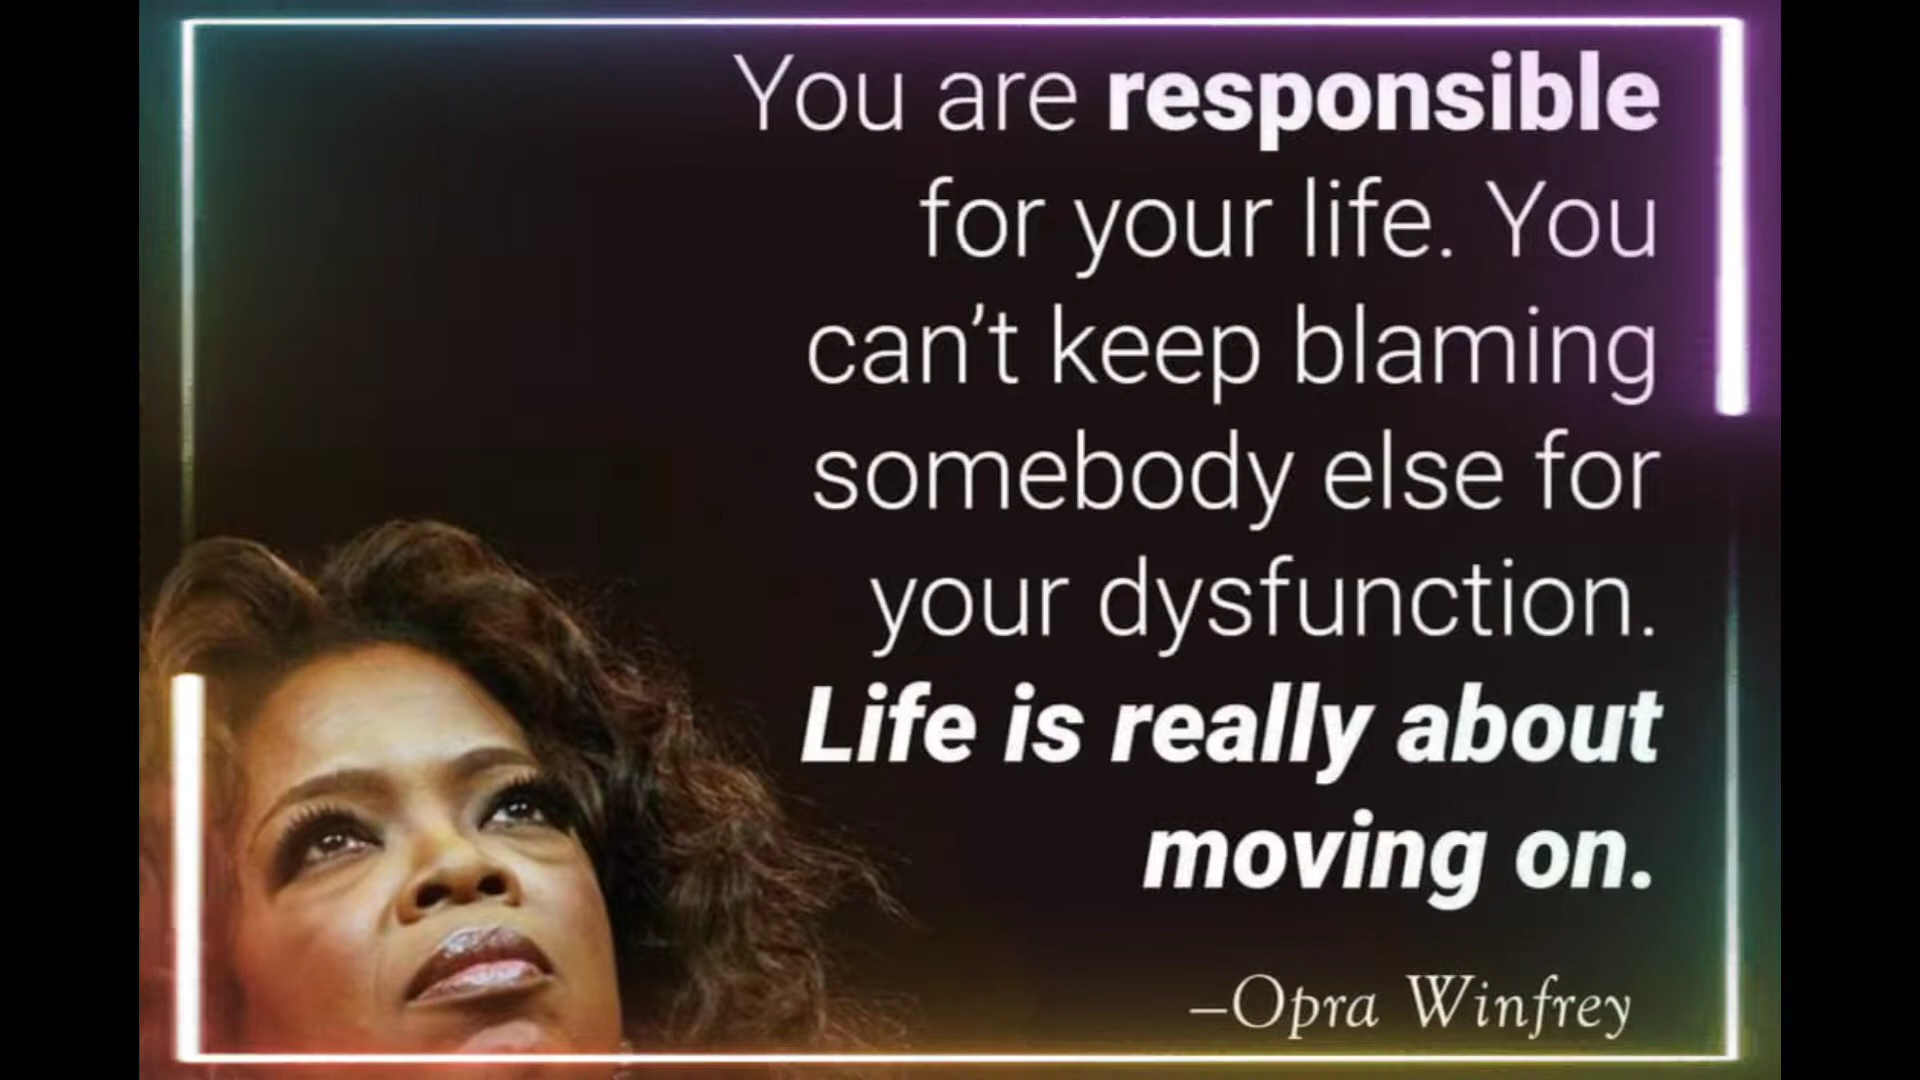 You are responsible
for your life. You
can’t keep blaming
somebody else for
your dysfunction.
Life is really about
moving on.
–Opra Winfrey